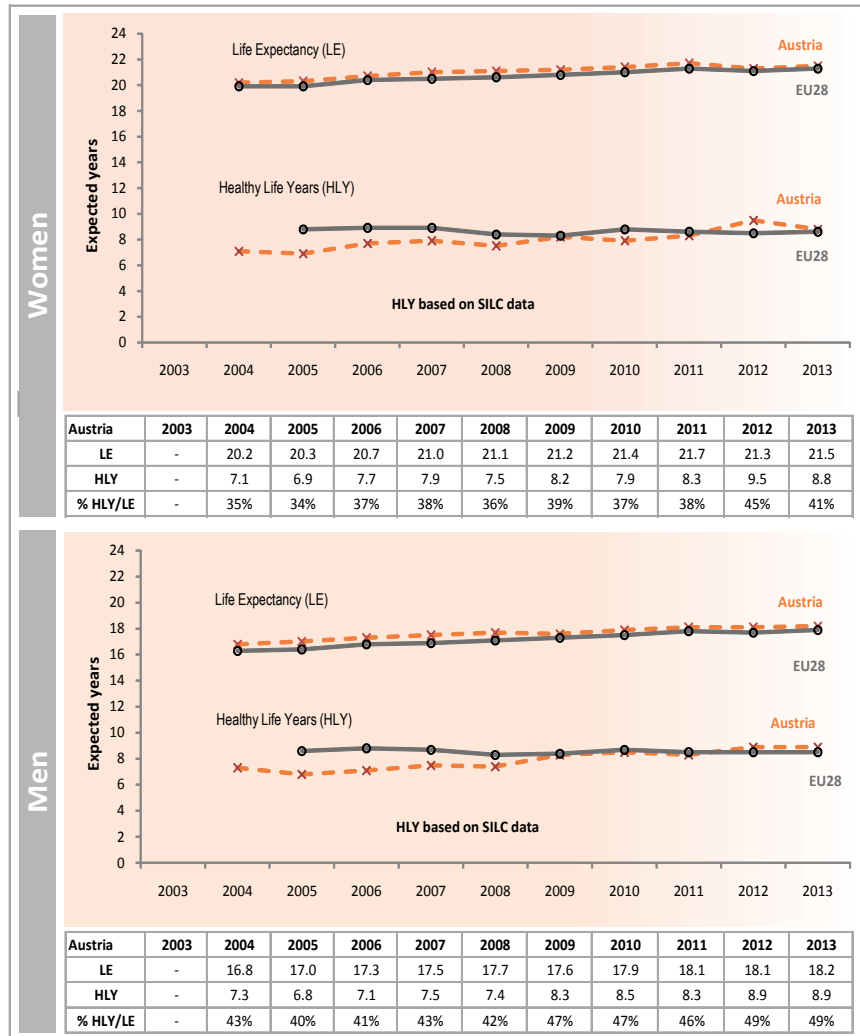 Women
Expected years
24
22
20
18
16
14
12
10
8
6
4
2
0
Life Expectancy (LE)
Austria
EU28
Healthy Life Years (HLY)
Austria
EU28
HLY based on SILC data
2003 2004 2005 2006 2007 2008 2009 2010 2011 2012 2013
Austria 2003 2004 2005 2006 2007 2008 2009 2010 2011 2012 2013
LE - 20.2 20.3 20.7 21.0 21.1 21.2 21.4 21.7 21.3 21.5
HLY - 7.1 6.9 7.7 7.9 7.5 8.2 7.9 8.3 9.5 8.8
% HLY/LE - 35% 34% 37% 38% 36% 39% 37% 38% 45% 41%
Men
Expected years
24
22
20
18
16
14
12
10
8
6
4
2
0
Life Expectancy (LE)
Austria
EU28
Healthy Life Years (HLY)
Austria
EU28
HLY based on SILC data
2003 2004 2005 2006 2007 2008 2009 2010 2011 2012 2013
Austria 2003 2004 2005 2006 2007 2008 2009 2010 2011 2012 2013
LE - 16.8 17.0 17.3 17.5 17.7 17.6 17.9 18.1 18.1 18.2
HLY - 7.3 6.8 7.1 7.5 7.4 8.3 8.5 8.3 8.9 8.9
% HLY/LE - 43% 40% 41% 43% 42% 47% 47% 46% 49% 49%